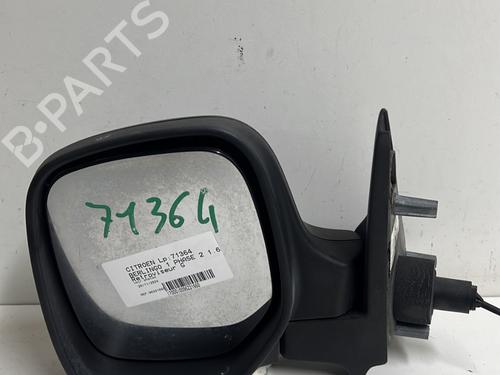 B-PARTS
71364
CITROEN Lp.71364
BERLINGO 1 PHASE 2 1.6
Retroviseur G